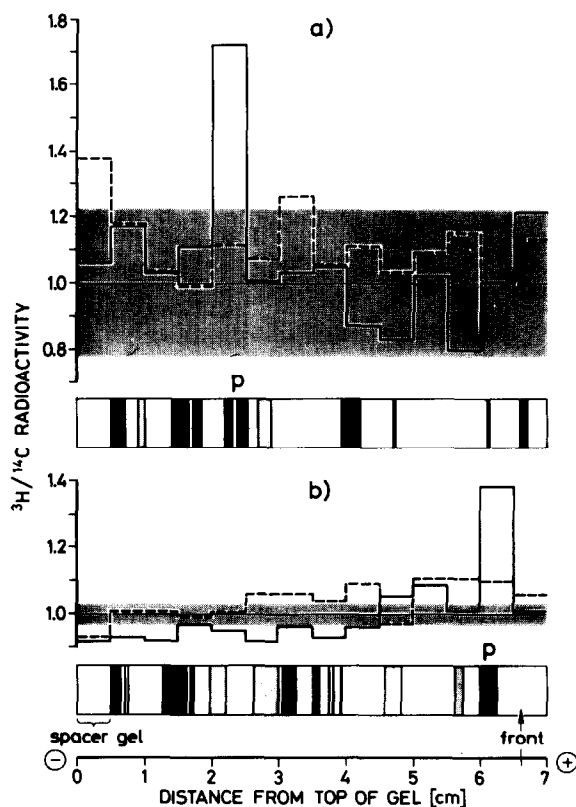 a)
1.8
1.6
1.4
1.2
1.0
0.8
p
³H/¹⁴C RADIOACTIVITY
b)
1.4
1.2
1.0
p
spacer gel
front
⊖ 0 1 2 3 4 5 6 7 ⊕
DISTANCE FROM TOP OF GEL [cm]